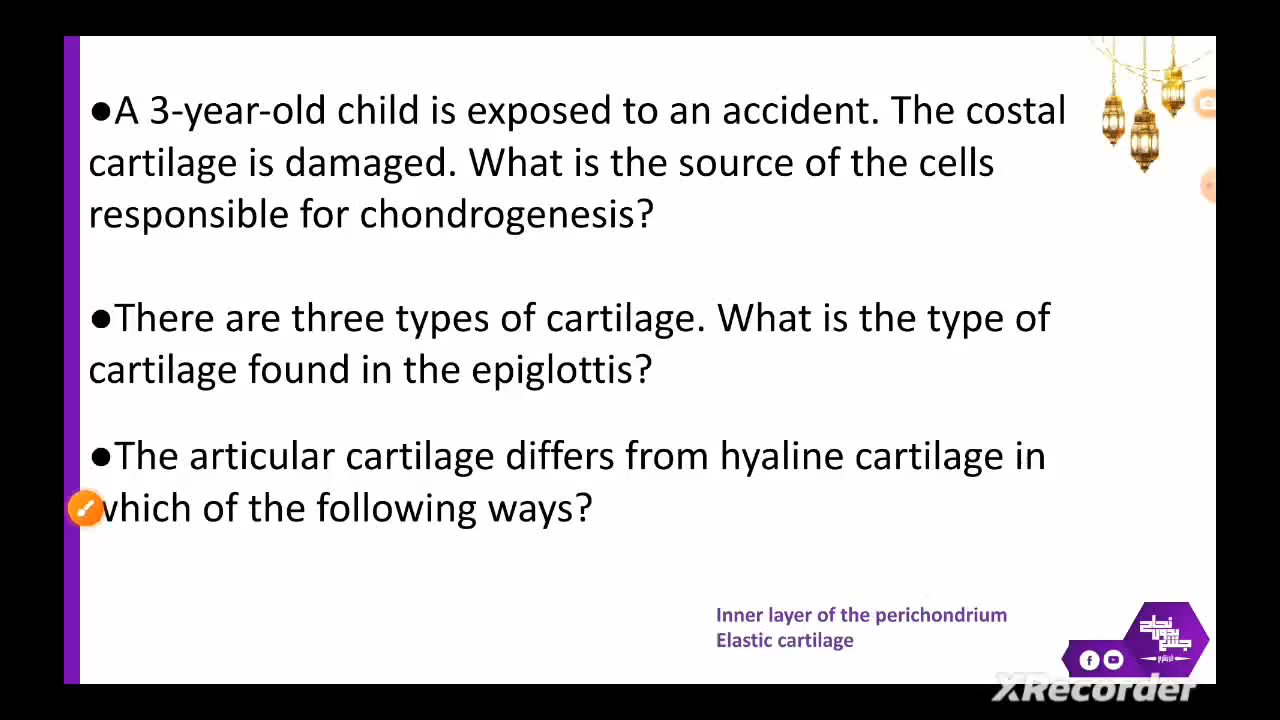 ●A 3-year-old child is exposed to an accident. The costal
cartilage is damaged. What is the source of the cells
responsible for chondrogenesis?
●There are three types of cartilage. What is the type of
cartilage found in the epiglottis?
●The articular cartilage differs from hyaline cartilage in
which of the following ways?
Inner layer of the perichondrium
Elastic cartilage
نجاح
بدون
XRecorder